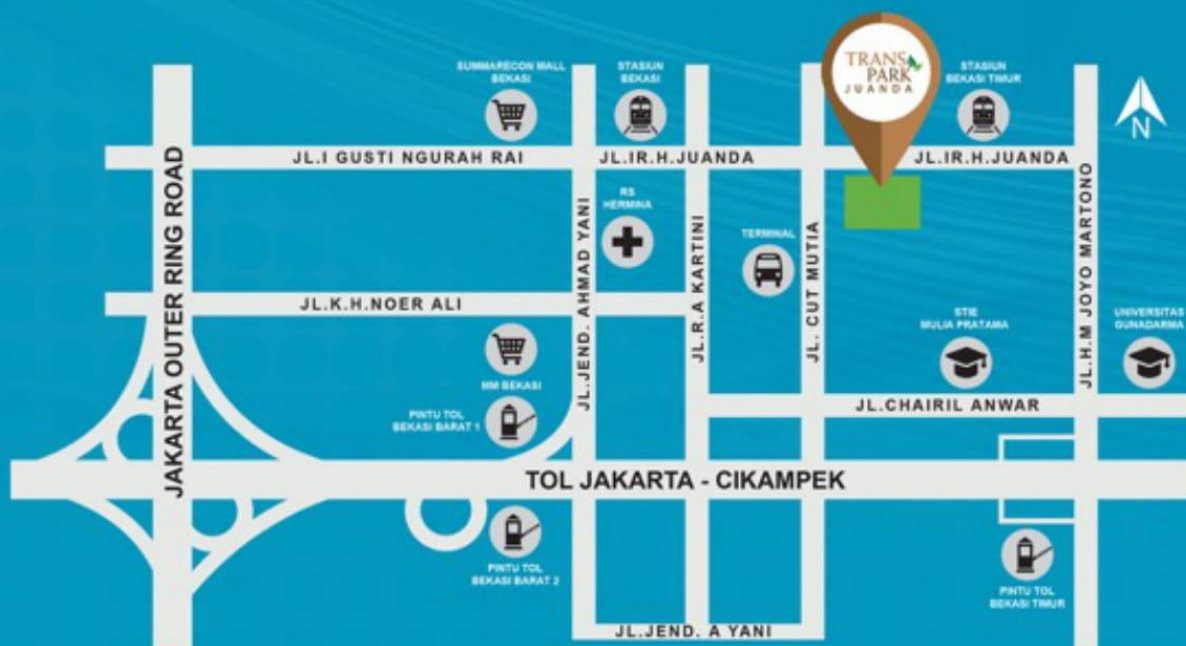 SUMMARECON MALL
BEKASI
STASIUN
BEKASI
TRANS
PARK
JUANDA
STASIUN
BEKASI TIMUR
N
JL.I GUSTI NGURAH RAI
JL.IR.H.JUANDA
JL.IR.H.JUANDA
JAKARTA OUTER RING ROAD
JL.JEND. AHMAD YANI
RS
HERMINA
JL.R.A KARTINI
TERMINAL
JL. CUT MUTIA
JL.H.M JOYO MARTONO
JL.K.H.NOER ALI
STIE
MULIA PRATAMA
UNIVERSITAS
GUNADARMA
MM BEKASI
PINTU TOL
BEKASI BARAT 1
JL.CHAIRIL ANWAR
TOL JAKARTA - CIKAMPEK
PINTU TOL
BEKASI BARAT 2
PINTU TOL
BEKASI TIMUR
JL.JEND. A YANI